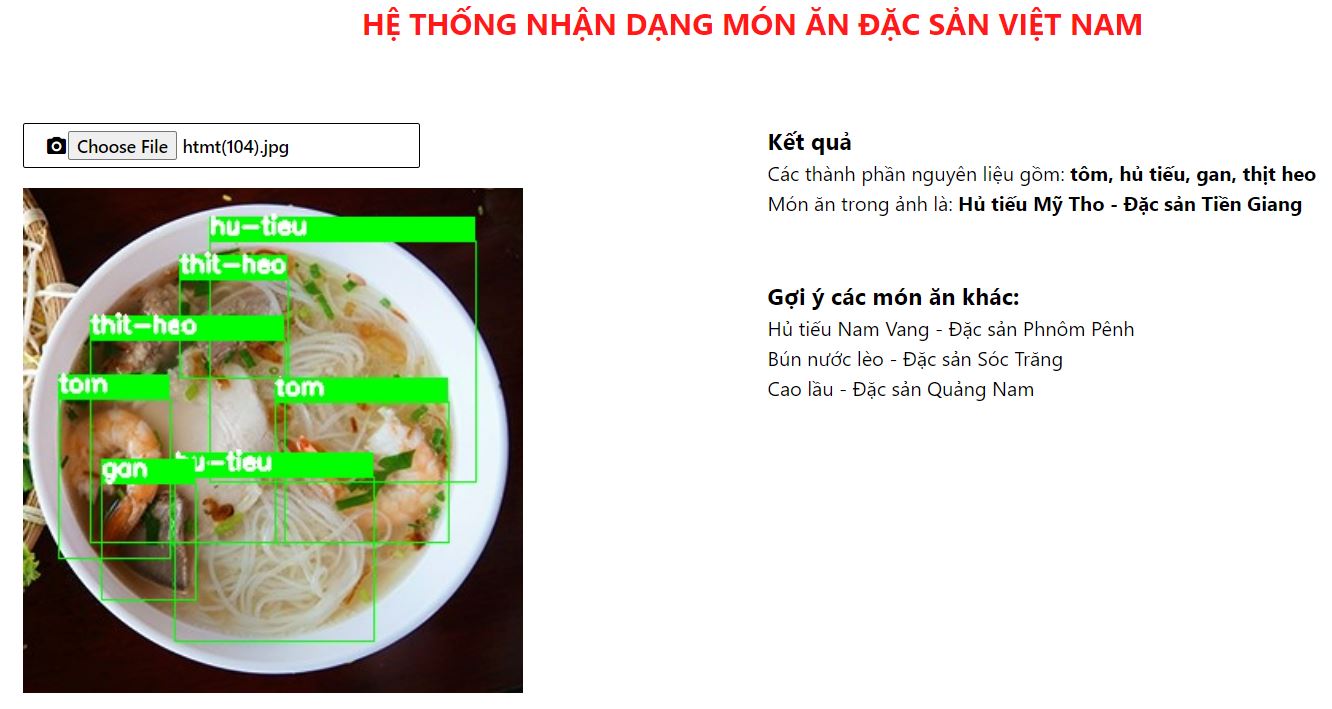 HỆ THỐNG NHẬN DẠNG MÓN ĂN ĐẶC SẢN VIỆT NAM
Choose File htmt(104).jpg
hu-tieu
thit-heo
thit-heo
tom
tom
hu-tieu
gan
Kết quả
Các thành phần nguyên liệu gồm: tôm, hủ tiếu, gan, thịt heo
Món ăn trong ảnh là: Hủ tiếu Mỹ Tho - Đặc sản Tiền Giang
Gợi ý các món ăn khác:
Hủ tiếu Nam Vang - Đặc sản Phnôm Pênh
Bún nước lèo - Đặc sản Sóc Trăng
Cao lầu - Đặc sản Quảng Nam